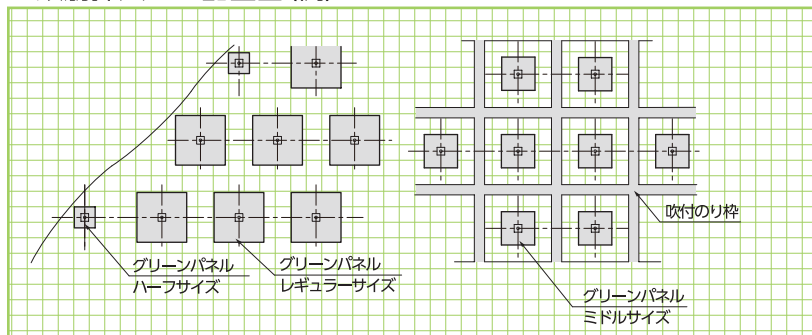 吹付のり枠
グリーンパネル
ハーフサイズ
グリーンパネル
レギュラーサイズ
グリーンパネル
ミドルサイズ